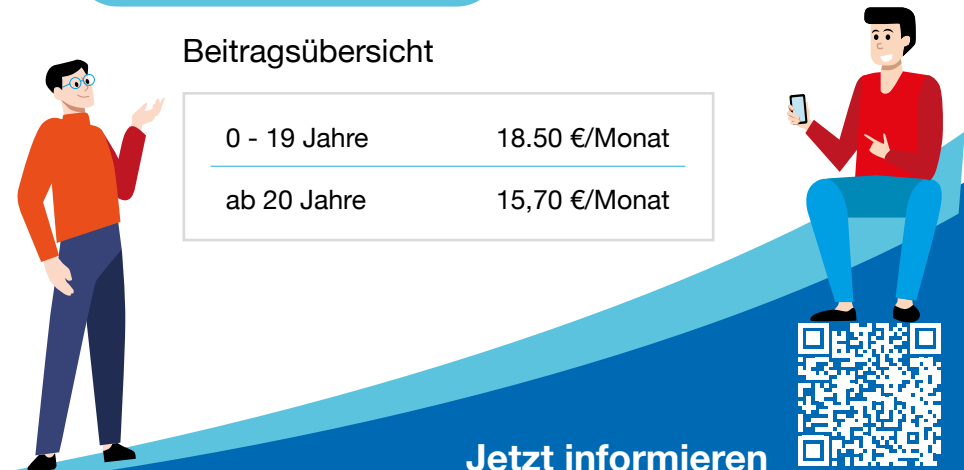 Beitragsübersicht
0 - 19 Jahre 18.50 €/Monat
ab 20 Jahre 15,70 €/Monat
Jetzt informieren